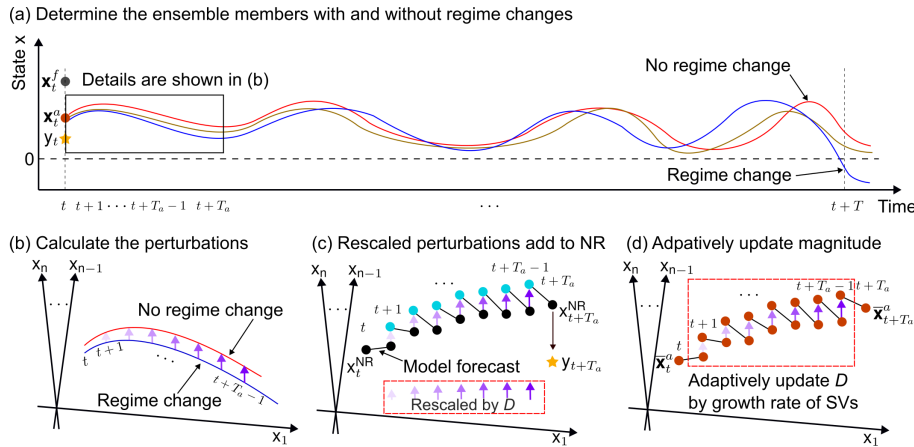 (a) Determine the ensemble members with and without regime changes
State x
x_t^f
Details are shown in (b)
No regime change
x_t^a
y_t
0
Regime change
t t+1 ··· t+T_a−1 t+T_a ··· t+T
Time
(b) Calculate the perturbations
x_n
x_{n-1}
···
No regime change
t
t+1
···
t+T_a−1
Regime change
x_1
(c) Rescaled perturbations add to NR
x_n
x_{n-1}
···
t
t+1
···
t+T_a−1
t+T_a
x_t^{NR}
x_{t+T_a}^{NR}
Model forecast
y_{t+T_a}
Rescaled by D
x_1
(d) Adpatively update magnitude
x_n
x_{n-1}
···
t
t+1
···
t+T_a−1
t+T_a
x̅_t^a
x̅_{t+T_a}^a
Adaptively update D
by growth rate of SVs
x_1